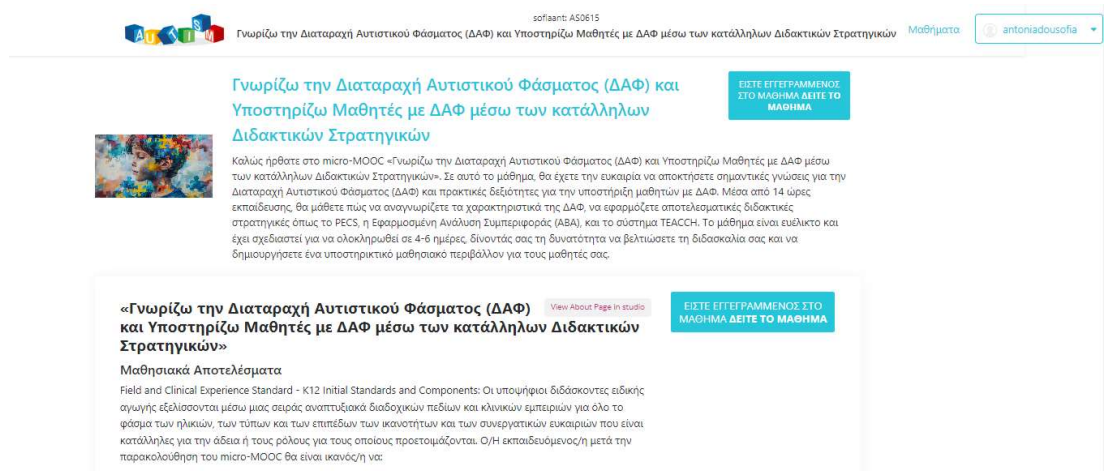 AUTISM
sofiaant: AS0615
Γνωρίζω την Διαταραχή Αυτιστικού Φάσματος (ΔΑΦ) και Υποστηρίζω Μαθητές με ΔΑΦ μέσω των κατάλληλων Διδακτικών Στρατηγικών
Μαθήματα
antoniadousofia
Γνωρίζω την Διαταραχή Αυτιστικού Φάσματος (ΔΑΦ) και
Υποστηρίζω Μαθητές με ΔΑΦ μέσω των κατάλληλων
Διδακτικών Στρατηγικών
ΕΙΣΤΕ ΕΓΓΕΓΡΑΜΜΕΝΟΣ
ΣΤΟ ΜΑΘΗΜΑ ΔΕΙΤΕ ΤΟ
ΜΑΘΗΜΑ
Καλώς ήρθατε στο micro-MOOC «Γνωρίζω την Διαταραχή Αυτιστικού Φάσματος (ΔΑΦ) και Υποστηρίζω Μαθητές με ΔΑΦ μέσω
των κατάλληλων Διδακτικών Στρατηγικών». Σε αυτό το μάθημα, θα έχετε την ευκαιρία να αποκτήσετε σημαντικές γνώσεις για την
Διαταραχή Αυτιστικού Φάσματος (ΔΑΦ) και πρακτικές δεξιότητες για την υποστήριξη μαθητών με ΔΑΦ. Μέσα από 14 ώρες
εκπαίδευσης, θα μάθετε πώς να αναγνωρίζετε τα χαρακτηριστικά της ΔΑΦ, να εφαρμόζετε αποτελεσματικές διδακτικές
στρατηγικές όπως το PECS, η Εφαρμοσμένη Ανάλυση Συμπεριφοράς (ABA), και το σύστημα TEACCH. Το μάθημα είναι ευέλικτο και
έχει σχεδιαστεί για να ολοκληρωθεί σε 4-6 ημέρες, δίνοντάς σας τη δυνατότητα να βελτιώσετε τη διδασκαλία σας και να
δημιουργήσετε ένα υποστηρικτικό μαθησιακό περιβάλλον για τους μαθητές σας.
«Γνωρίζω την Διαταραχή Αυτιστικού Φάσματος (ΔΑΦ)
και Υποστηρίζω Μαθητές με ΔΑΦ μέσω των κατάλληλων Διδακτικών
Στρατηγικών»
View About Page in studio
ΕΙΣΤΕ ΕΓΓΕΓΡΑΜΜΕΝΟΣ ΣΤΟ
ΜΑΘΗΜΑ ΔΕΙΤΕ ΤΟ ΜΑΘΗΜΑ
Μαθησιακά Αποτελέσματα
Field and Clinical Experience Standard - K12 Initial Standards and Components: Οι υποψήφιοι διδάσκοντες ειδικής
αγωγής εξελίσσονται μέσω μιας σειράς αναπτυξιακά διαδοχικών πεδίων και κλινικών εμπειριών για όλο το
φάσμα των ηλικιών, των τύπων και των επιπέδων των ικανοτήτων και των συνεργατικών ευκαιριών που είναι
κατάλληλες για την άδεια ή τους ρόλους για τους οποίους προετοιμάζονται. Ο/Η εκπαιδευόμενος/η μετά την
παρακολούθηση του micro-MOOC θα είναι ικανός/ή να: